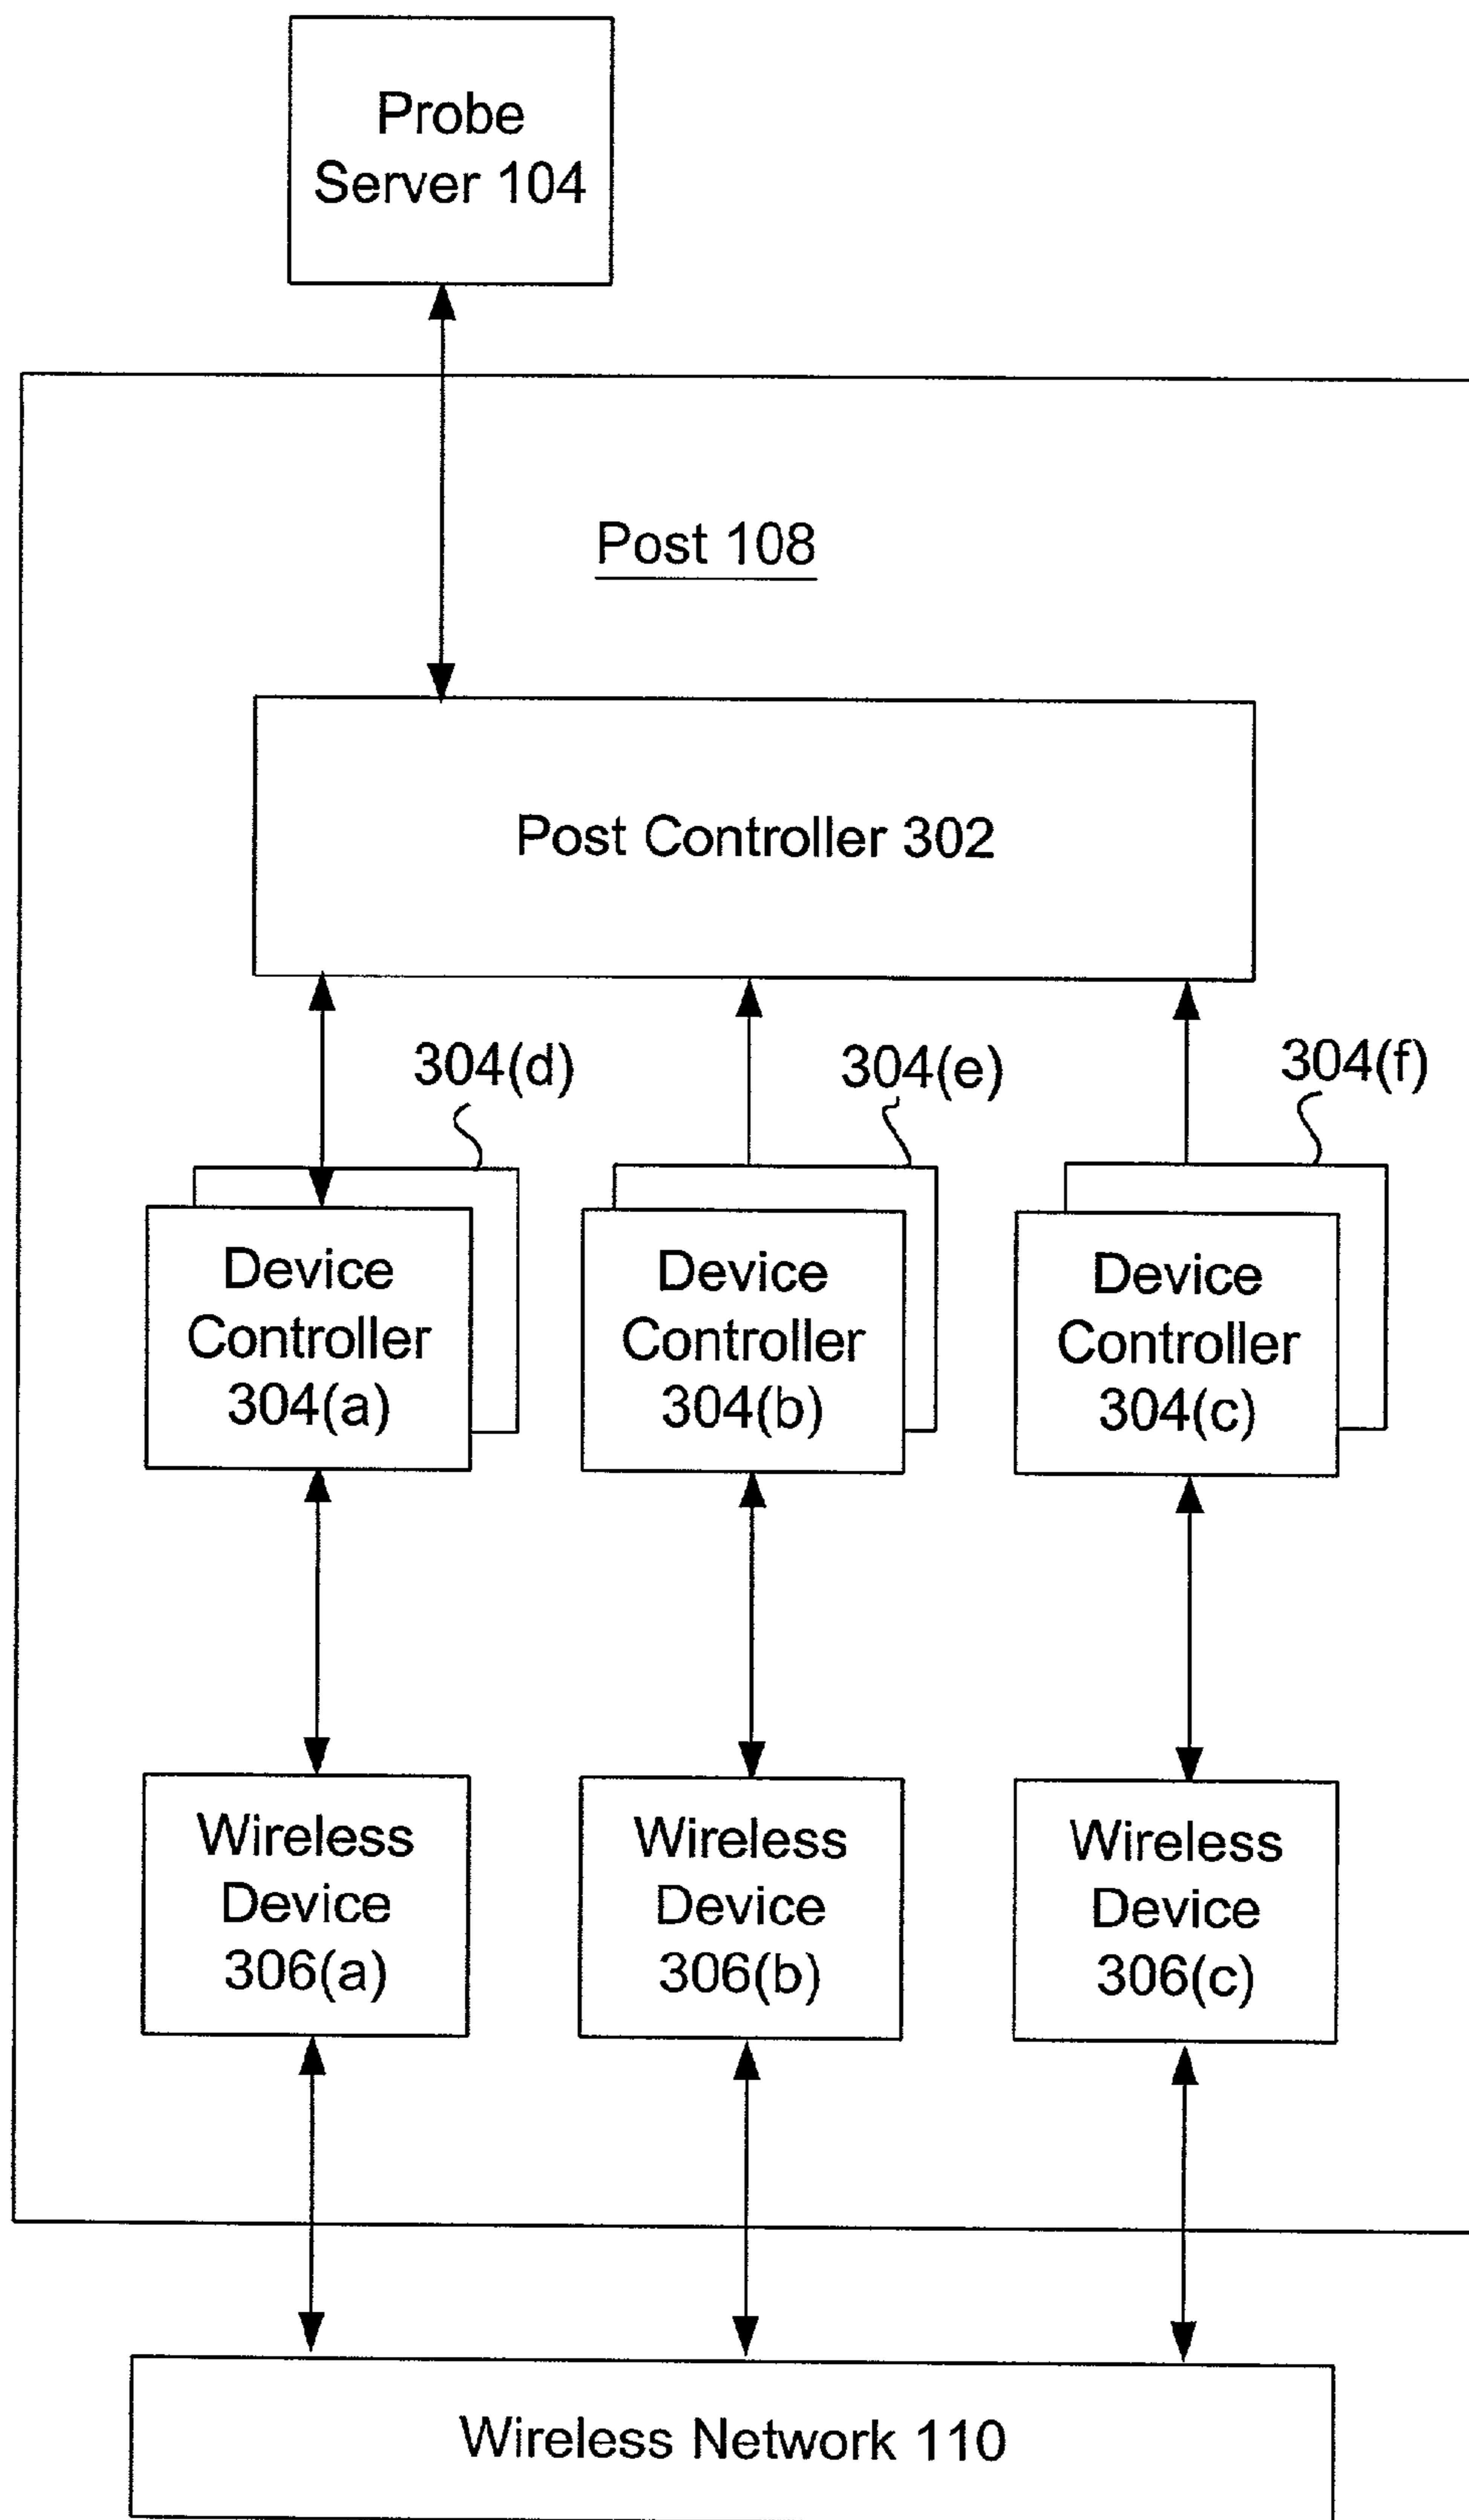 Probe
Server 104
Post 108
Post Controller 302
304(d)
304(e)
304(f)
Device
Controller
304(a)
Device
Controller
304(b)
Device
Controller
304(c)
Wireless
Device
306(a)
Wireless
Device
306(b)
Wireless
Device
306(c)
Wireless Network 110